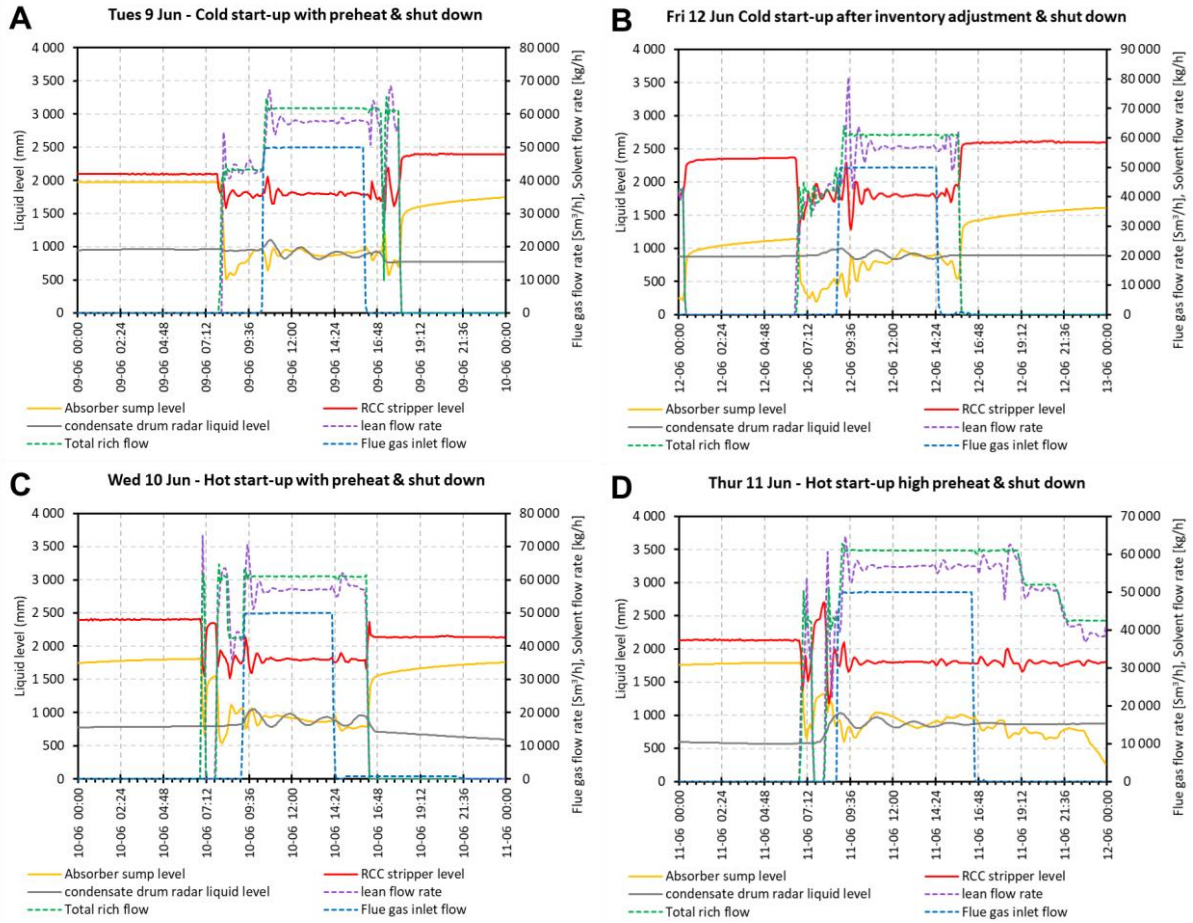 A
Tues 9 Jun - Cold start-up with preheat & shut down
Liquid level (mm)
4 000
3 500
3 000
2 500
2 000
1 500
1 000
500
0
80 000
70 000
60 000
50 000
40 000
30 000
20 000
10 000
0
Flue gas flow rate [Sm³/h], Solvent flow rate [kg/h]
09-06 00:00
09-06 02:24
09-06 04:48
09-06 07:12
09-06 09:36
09-06 12:00
09-06 14:24
09-06 16:48
09-06 19:12
09-06 21:36
10-06 00:00
Absorber sump level
RCC stripper level
condensate drum radar liquid level
lean flow rate
Total rich flow
Flue gas inlet flow
B
Fri 12 Jun Cold start-up after inventory adjustment & shut down
Liquid level (mm)
4 000
3 500
3 000
2 500
2 000
1 500
1 000
500
0
90 000
80 000
70 000
60 000
50 000
40 000
30 000
20 000
10 000
0
Flue gas flow rate [Sm³/h], Solvent flow rate [kg/h]
12-06 00:00
12-06 02:24
12-06 04:48
12-06 07:12
12-06 09:36
12-06 12:00
12-06 14:24
12-06 16:48
12-06 19:12
12-06 21:36
13-06 00:00
Absorber sump level
RCC stripper level
condensate drum radar liquid level
lean flow rate
Total rich flow
Flue gas inlet flow
C
Wed 10 Jun - Hot start-up with preheat & shut down
Liquid level (mm)
4 000
3 500
3 000
2 500
2 000
1 500
1 000
500
0
80 000
70 000
60 000
50 000
40 000
30 000
20 000
10 000
0
Flue gas flow rate [Sm³/h], Solvent flow rate [kg/h]
10-06 00:00
10-06 02:24
10-06 04:48
10-06 07:12
10-06 09:36
10-06 12:00
10-06 14:24
10-06 16:48
10-06 19:12
10-06 21:36
11-06 00:00
Absorber sump level
RCC stripper level
condensate drum radar liquid level
lean flow rate
Total rich flow
Flue gas inlet flow
D
Thur 11 Jun - Hot start-up high preheat & shut down
Liquid level (mm)
4 000
3 500
3 000
2 500
2 000
1 500
1 000
500
0
70 000
60 000
50 000
40 000
30 000
20 000
10 000
0
Flue gas flow rate [Sm³/h], Solvent flow rate [kg/h]
11-06 00:00
11-06 02:24
11-06 04:48
11-06 07:12
11-06 09:36
11-06 12:00
11-06 14:24
11-06 16:48
11-06 19:12
11-06 21:36
12-06 00:00
Absorber sump level
RCC stripper level
condensate drum radar liquid level
lean flow rate
Total rich flow
Flue gas inlet flow